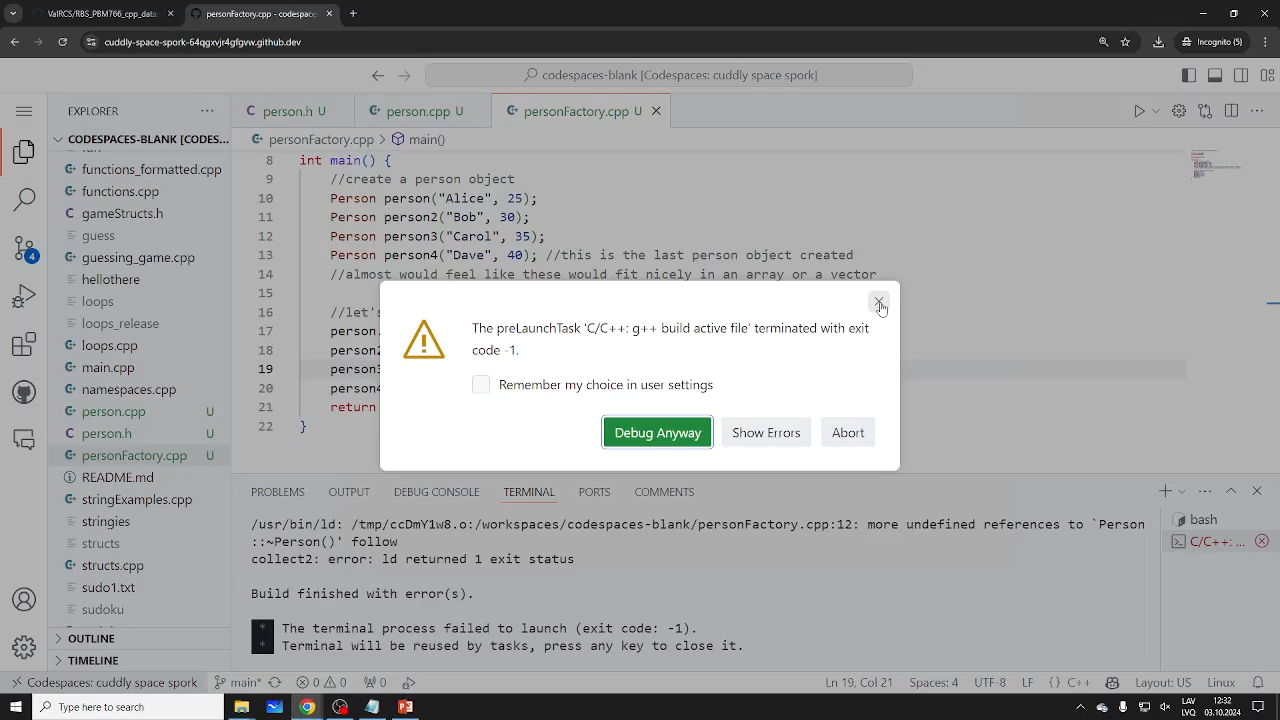 ValRCS/RBS_PBM766_cpp_data
personFactory.cpp - codespaces
cuddly-space-spork-64qgxvjr4gfgvw.github.dev
Incognito (5)
codespaces-blank [Codespaces: cuddly space spork]
EXPLORER
person.h U
person.cpp U
personFactory.cpp U
CODESPACES-BLANK [CODES...
personFactory.cpp > main()
functions_formatted.cpp
functions.cpp
gameStructs.h
guess
guessing_game.cpp
hellothere
loops
loops_release
loops.cpp
main.cpp
namespaces.cpp
person.cpp U
person.h U
personFactory.cpp U
README.md
stringExamples.cpp
stringies
structs
structs.cpp
sudo1.txt
sudoku
OUTLINE
TIMELINE
4
8 int main() {
9 //create a person object
10 Person person("Alice", 25);
11 Person person2("Bob", 30);
12 Person person3("Carol", 35);
13 Person person4("Dave", 40); //this is the last person object created
14 //almost would feel like these would fit nicely in an array or a vector
15
16 //let's
17 person.
18 person2
19 person3
20 person4
21 return
22 }
The preLaunchTask 'C/C++: g++ build active file' terminated with exit
code -1.
Remember my choice in user settings
Debug Anyway
Show Errors
Abort
PROBLEMS
OUTPUT
DEBUG CONSOLE
TERMINAL
PORTS
COMMENTS
/usr/bin/ld: /tmp/ccDmY1w8.o:/workspaces/codespaces-blank/personFactory.cpp:12: more undefined references to `Person
::~Person()' follow
collect2: error: ld returned 1 exit status
Build finished with error(s).
* The terminal process failed to launch (exit code: -1).
* Terminal will be reused by tasks, press any key to close it.
bash
C/C++: ...
Codespaces: cuddly space spork
main*
0
0
0
Ln 19, Col 21
Spaces: 4
UTF-8
LF
{} C++
Layout: US
Linux
Type here to search
LAV
LVO
12:32
03.10.2024